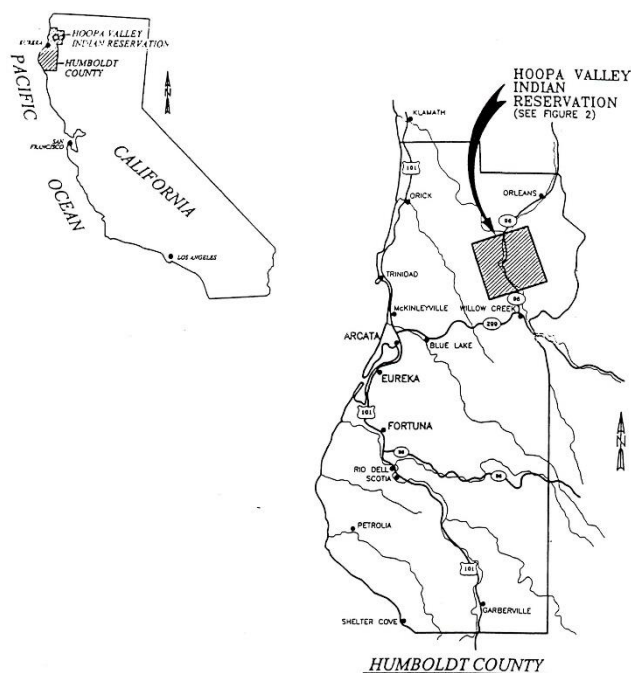 EUREKA
HOOPA VALLEY
INDIAN RESERVATION
HUMBOLDT
COUNTY
PACIFIC
OCEAN
N
SAN
FRANCISCO
CALIFORNIA
LOS ANGELES
HOOPA VALLEY
INDIAN
RESERVATION
(SEE FIGURE 2)
KLAMATH
101
ORLEANS
ORICK
96
TRINIDAD
96
McKINLEYVILLE
WILLOW CREEK
299
ARCATA
BLUE LAKE
EUREKA
101
FORTUNA
N
36
RIO DELL
SCOTIA
36
PETROLIA
101
GARBERVILLE
SHELTER COVE
HUMBOLDT COUNTY